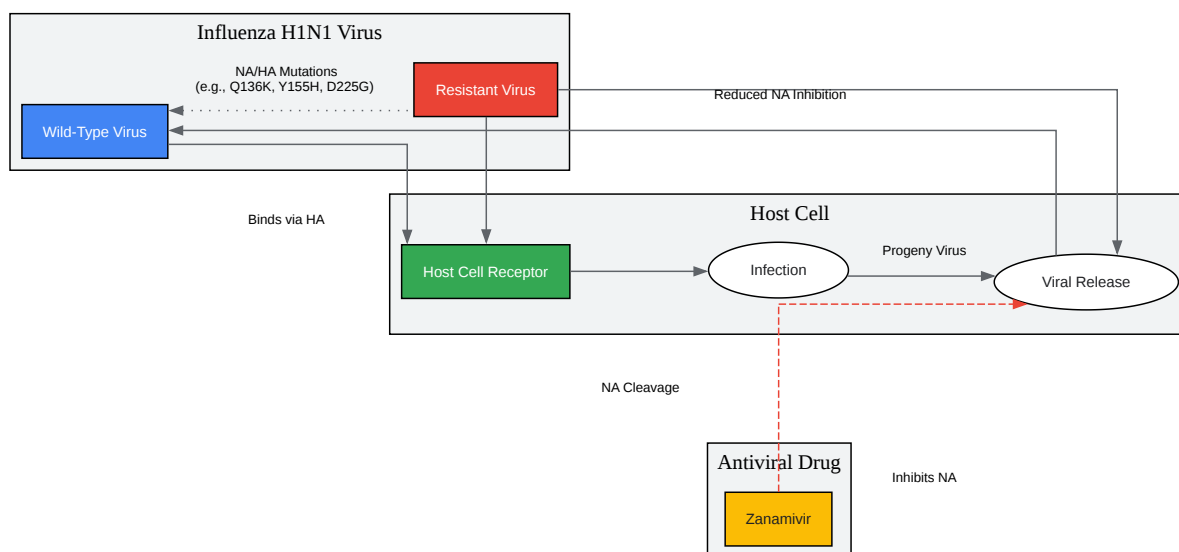 Influenza H1N1 Virus
NA/HA Mutations
(e.g., Q136K, Y155H, D225G)
Resistant Virus
Reduced NA Inhibition
Wild-Type Virus
Binds via HA
Host Cell
Host Cell Receptor
Infection
Progeny Virus
Viral Release
NA Cleavage
Antiviral Drug
Inhibits NA
Zanamivir